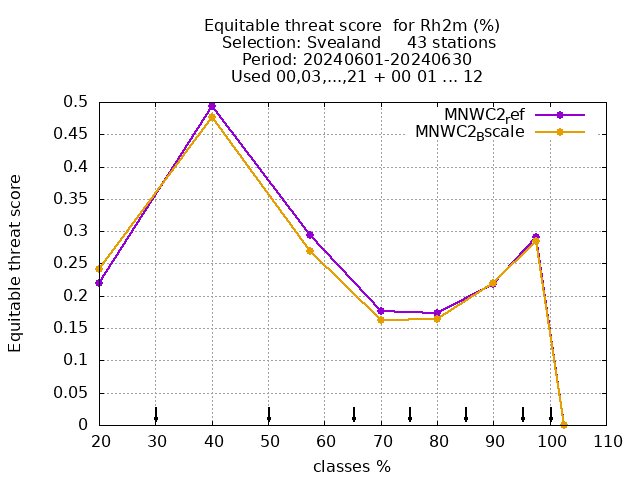 Equitable threat score  for Rh2m (%)
Selection: Svealand     43 stations
Period: 20240601-20240630
Used 00,03,...,21 + 00 01 ... 12
MNWC2ref
MNWC2Bscale
0.5
0.45
0.4
0.35
0.3
0.25
0.2
0.15
0.1
0.05
0
Equitable threat score
20 30 40 50 60 70 80 90 100 110
classes %